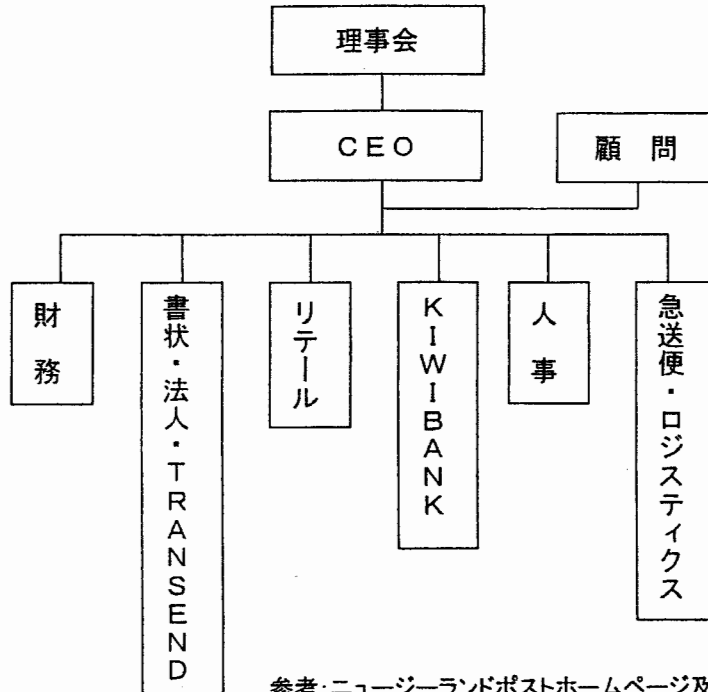 理事会
CEO
顧 問
財務
書状・法人・TRANSEND
リテール
KIWIBANK
人事
急送便・ロジスティクス
参考:ニュージーランドポストホームページ及